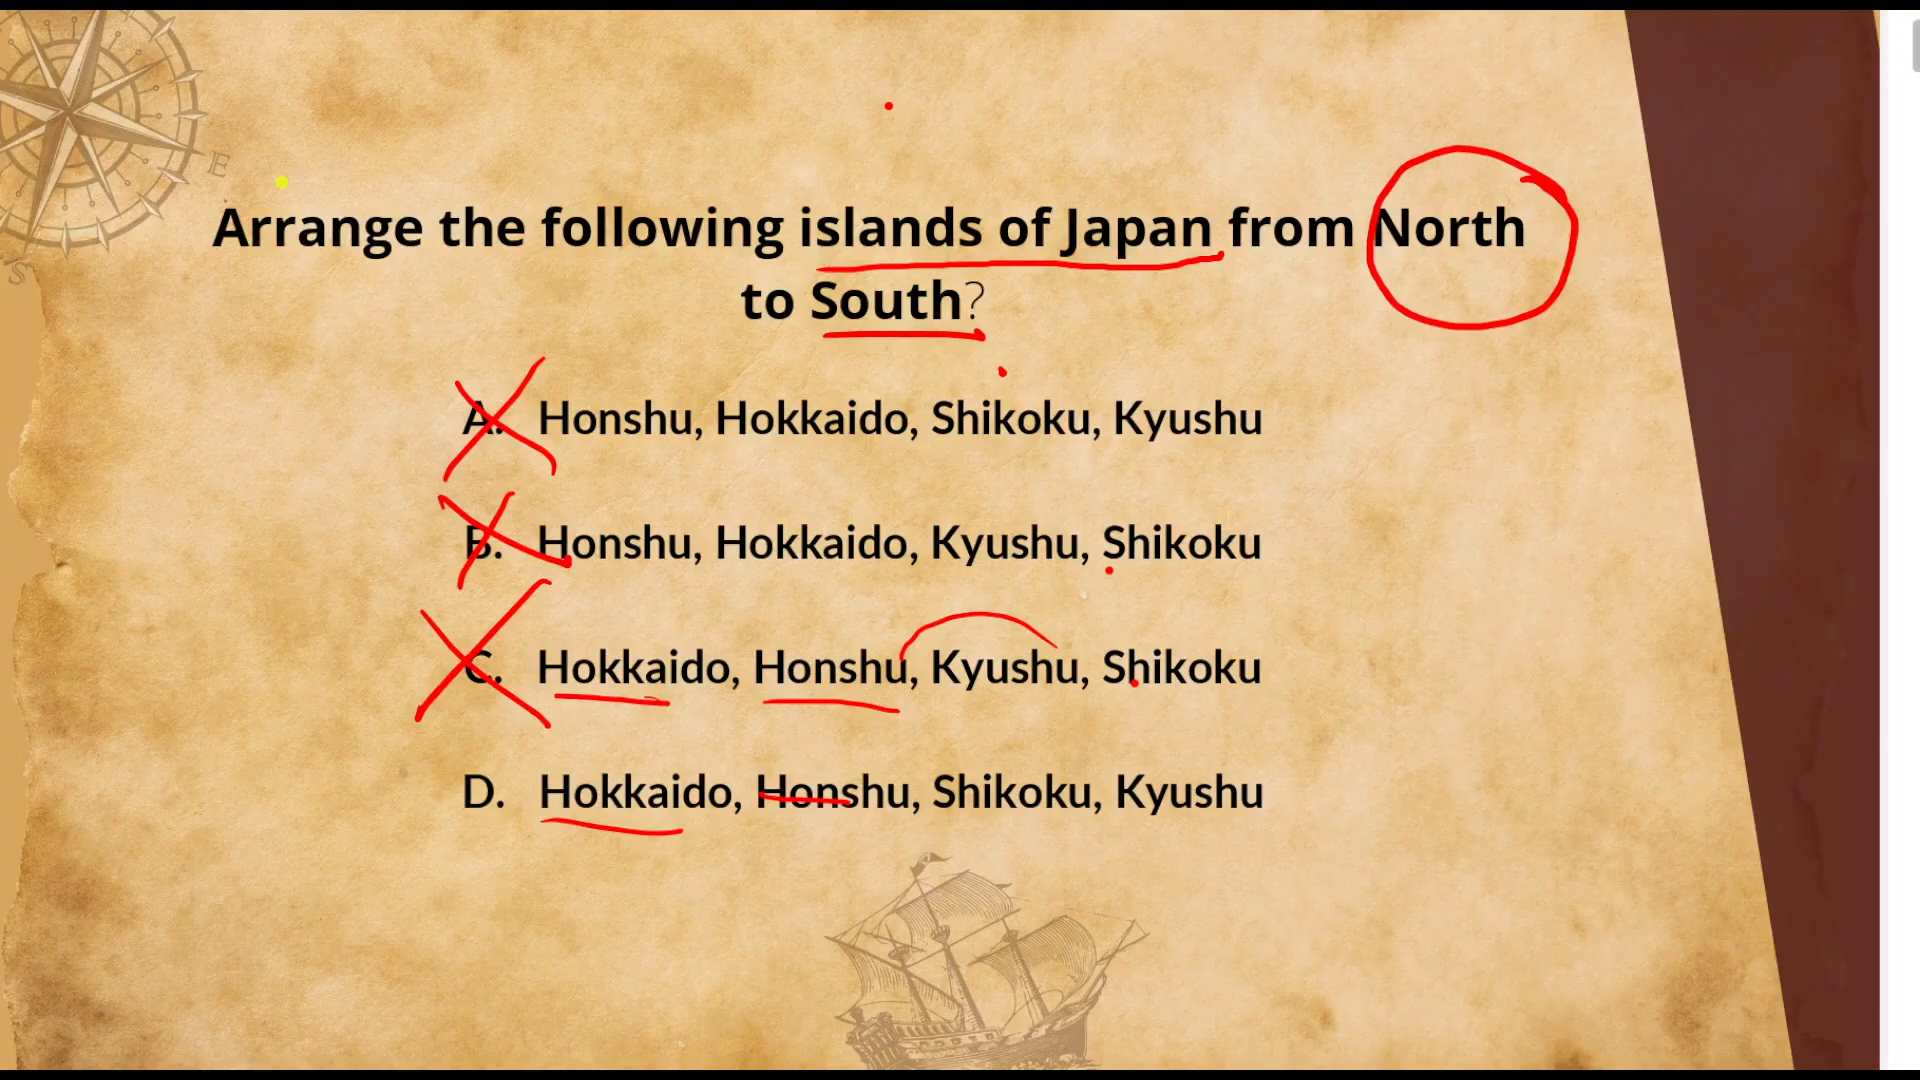 E
S
Arrange the following islands of Japan from North
to South?
A. Honshu, Hokkaido, Shikoku, Kyushu
B. Honshu, Hokkaido, Kyushu, Shikoku
C. Hokkaido, Honshu, Kyushu, Shikoku
D. Hokkaido, Honshu, Shikoku, Kyushu